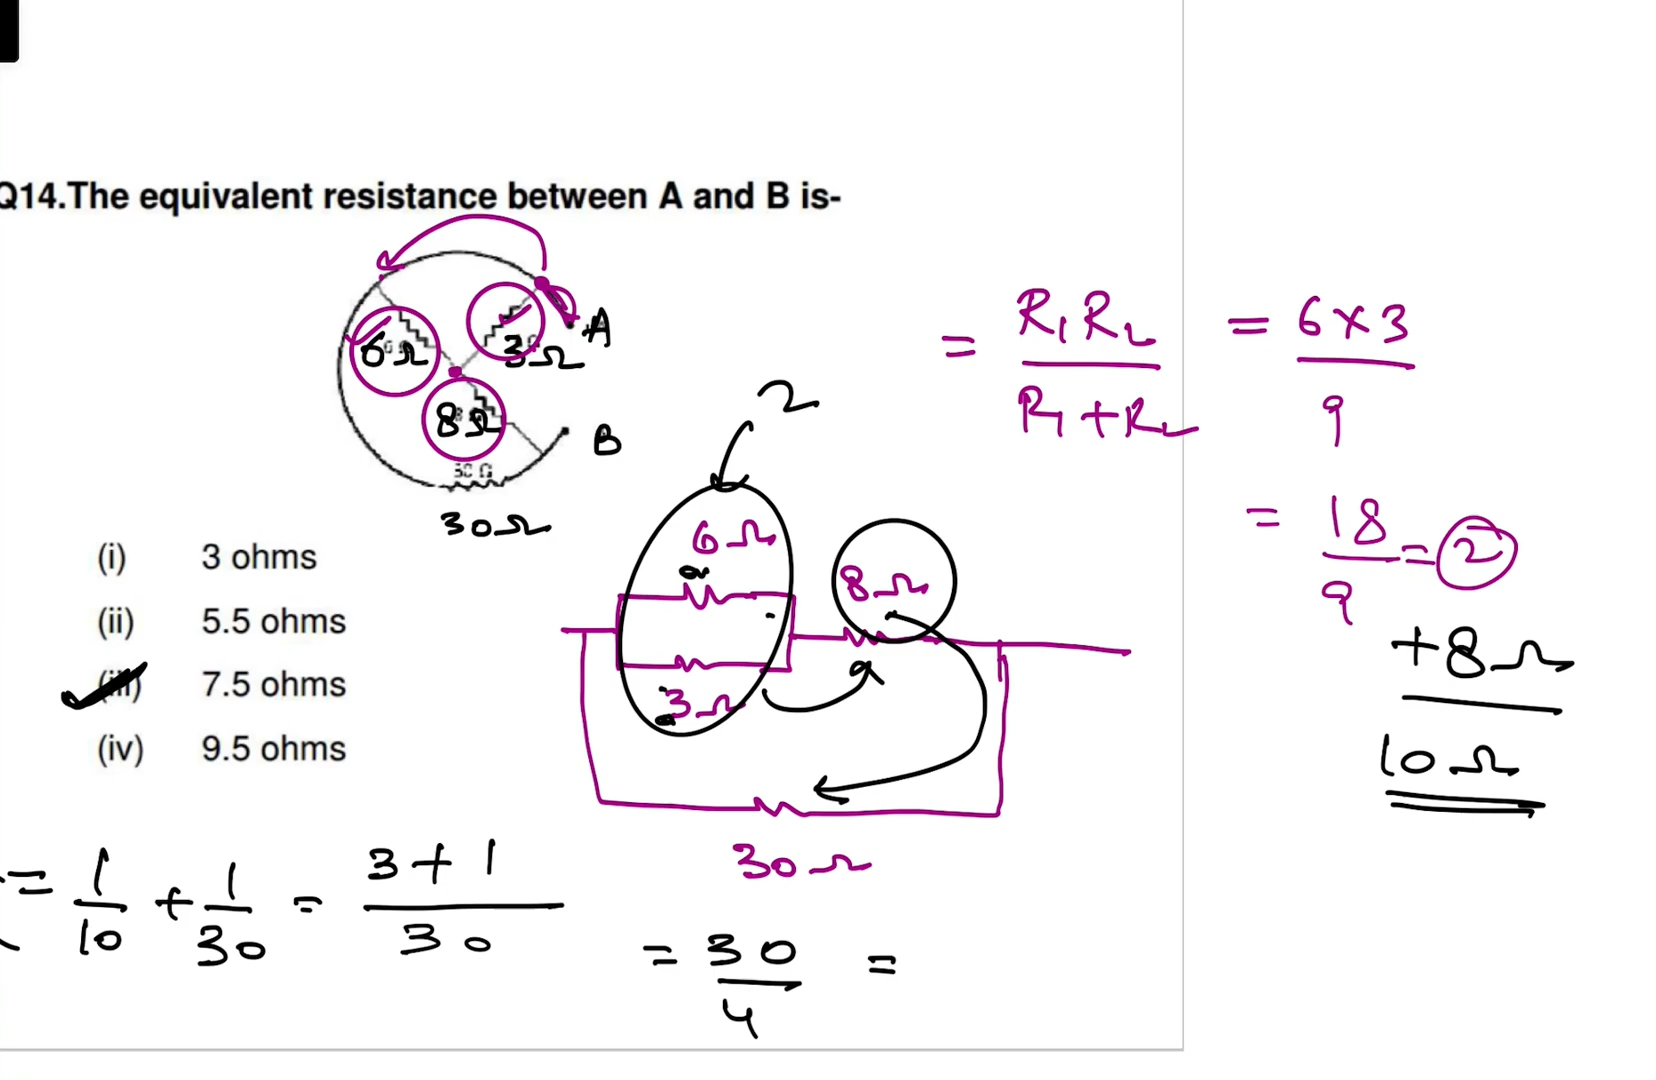 Q14.The equivalent resistance between A and B is-
A
6Ω
3Ω
8Ω
B
30Ω
30Ω
= R1R2 / R1+R2 = 6×3 / 9
= 18 / 9 = 2
+8Ω
10Ω
2
6Ω
8Ω
3Ω
30Ω
(i) 3 ohms
(ii) 5.5 ohms
(iii) 7.5 ohms
(iv) 9.5 ohms
= 1/10 + 1/30 = 3+1 / 30
= 30/4 =